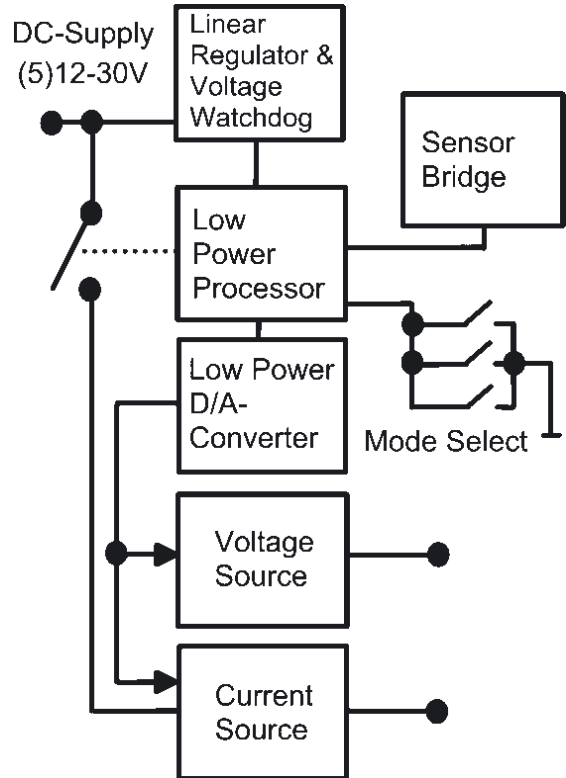 DC-Supply
(5)12-30V
Linear
Regulator &
Voltage
Watchdog
Sensor
Bridge
Low
Power
Processor
Low Power
D/A-
Converter
Mode Select
Voltage
Source
Current
Source